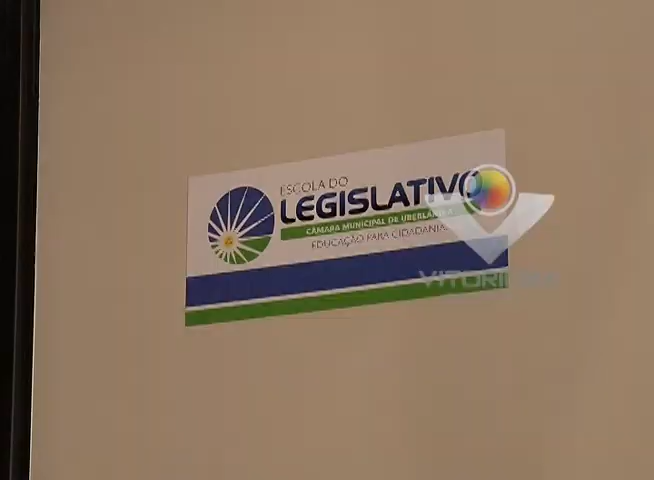 ESCOLA DO
LEGISLATIVO
CÂMARA MUNICIPAL DE UBERLÂNDIA
EDUCAÇÃO PARA CIDADANIA